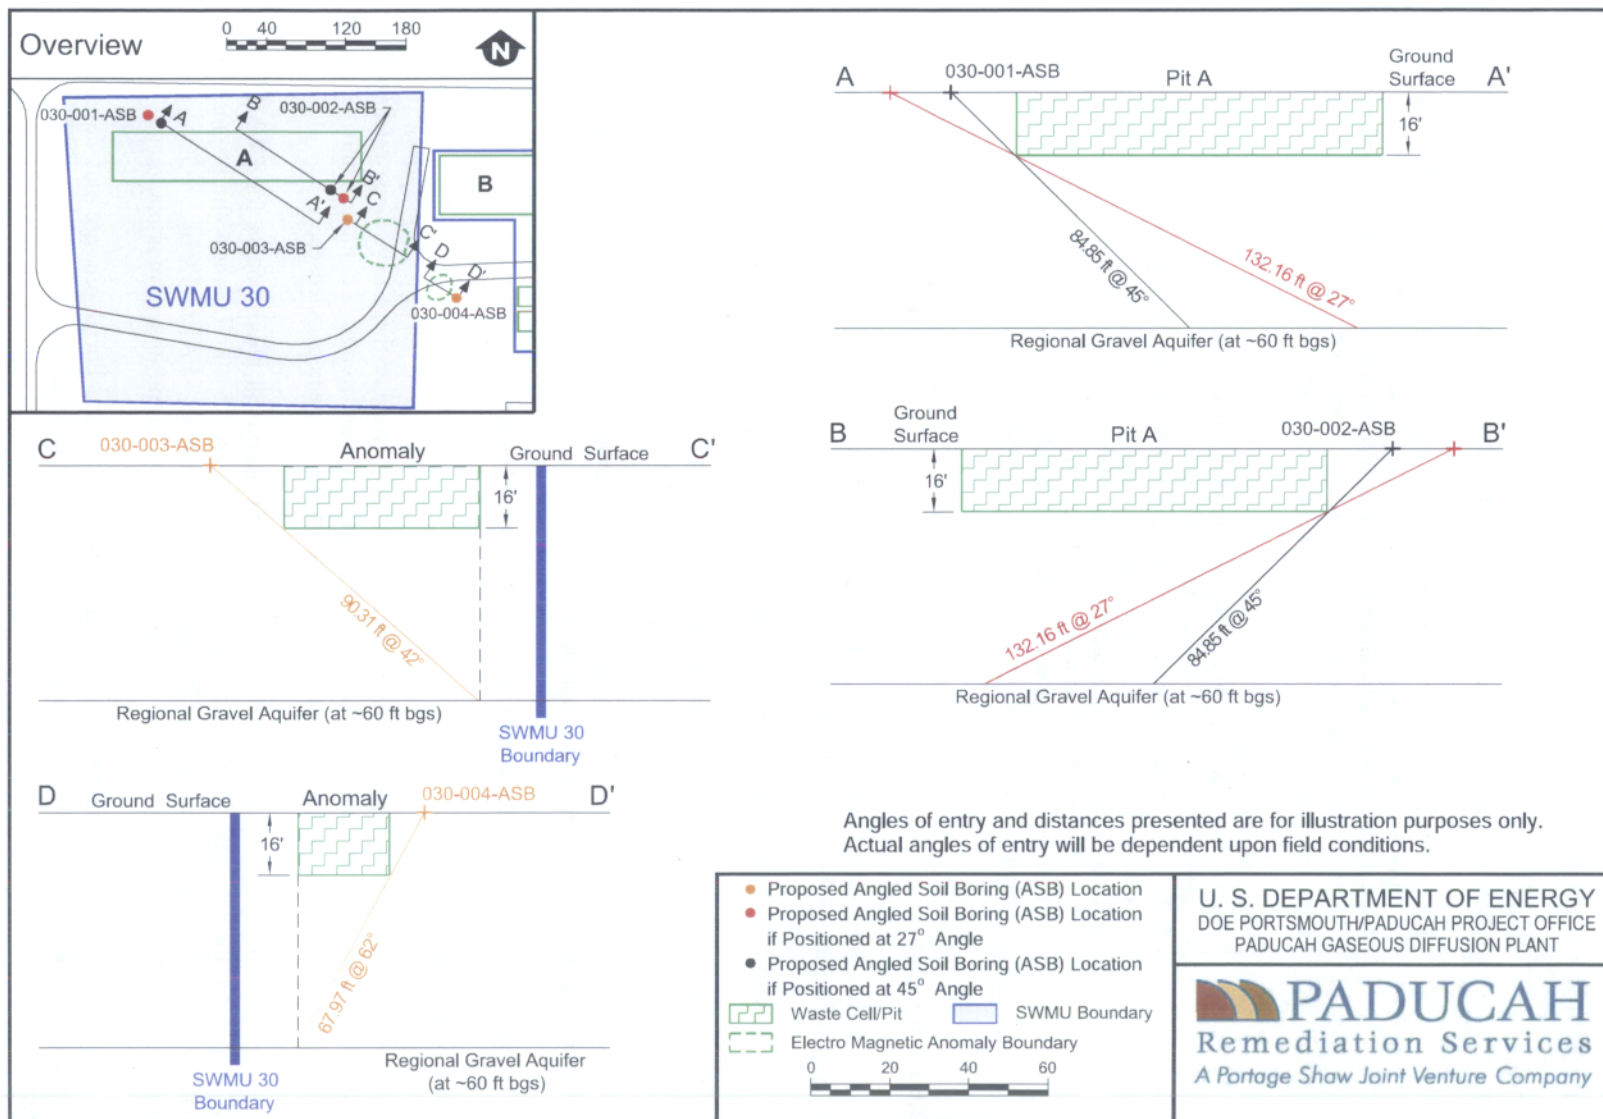 Overview
0 40 120 180
N
030-001-ASB
A
B
030-002-ASB
A
B
B'
A'
C
030-003-ASB
C'
D
D'
SWMU 30
030-004-ASB
A
030-001-ASB
Pit A
Ground
Surface
A'
16'
84.85 ft @ 45°
132.16 ft @ 27°
Regional Gravel Aquifer (at ~60 ft bgs)
B
Ground
Surface
Pit A
030-002-ASB
B'
16'
132.16 ft @ 27°
84.85 ft @ 45°
Regional Gravel Aquifer (at ~60 ft bgs)
C
030-003-ASB
Anomaly
Ground Surface
C'
16'
90.31 ft @ 42°
Regional Gravel Aquifer (at ~60 ft bgs)
SWMU 30
Boundary
D
Ground Surface
Anomaly
030-004-ASB
D'
16'
67.97 ft @ 62°
Regional Gravel Aquifer
(at ~60 ft bgs)
SWMU 30
Boundary
Angles of entry and distances presented are for illustration purposes only.
Actual angles of entry will be dependent upon field conditions.
Proposed Angled Soil Boring (ASB) Location
Proposed Angled Soil Boring (ASB) Location
if Positioned at 27° Angle
Proposed Angled Soil Boring (ASB) Location
if Positioned at 45° Angle
Waste Cell/Pit
SWMU Boundary
Electro Magnetic Anomaly Boundary
0 20 40 60
U. S. DEPARTMENT OF ENERGY
DOE PORTSMOUTH/PADUCAH PROJECT OFFICE
PADUCAH GASEOUS DIFFUSION PLANT
PADUCAH
Remediation Services
A Portage Shaw Joint Venture Company